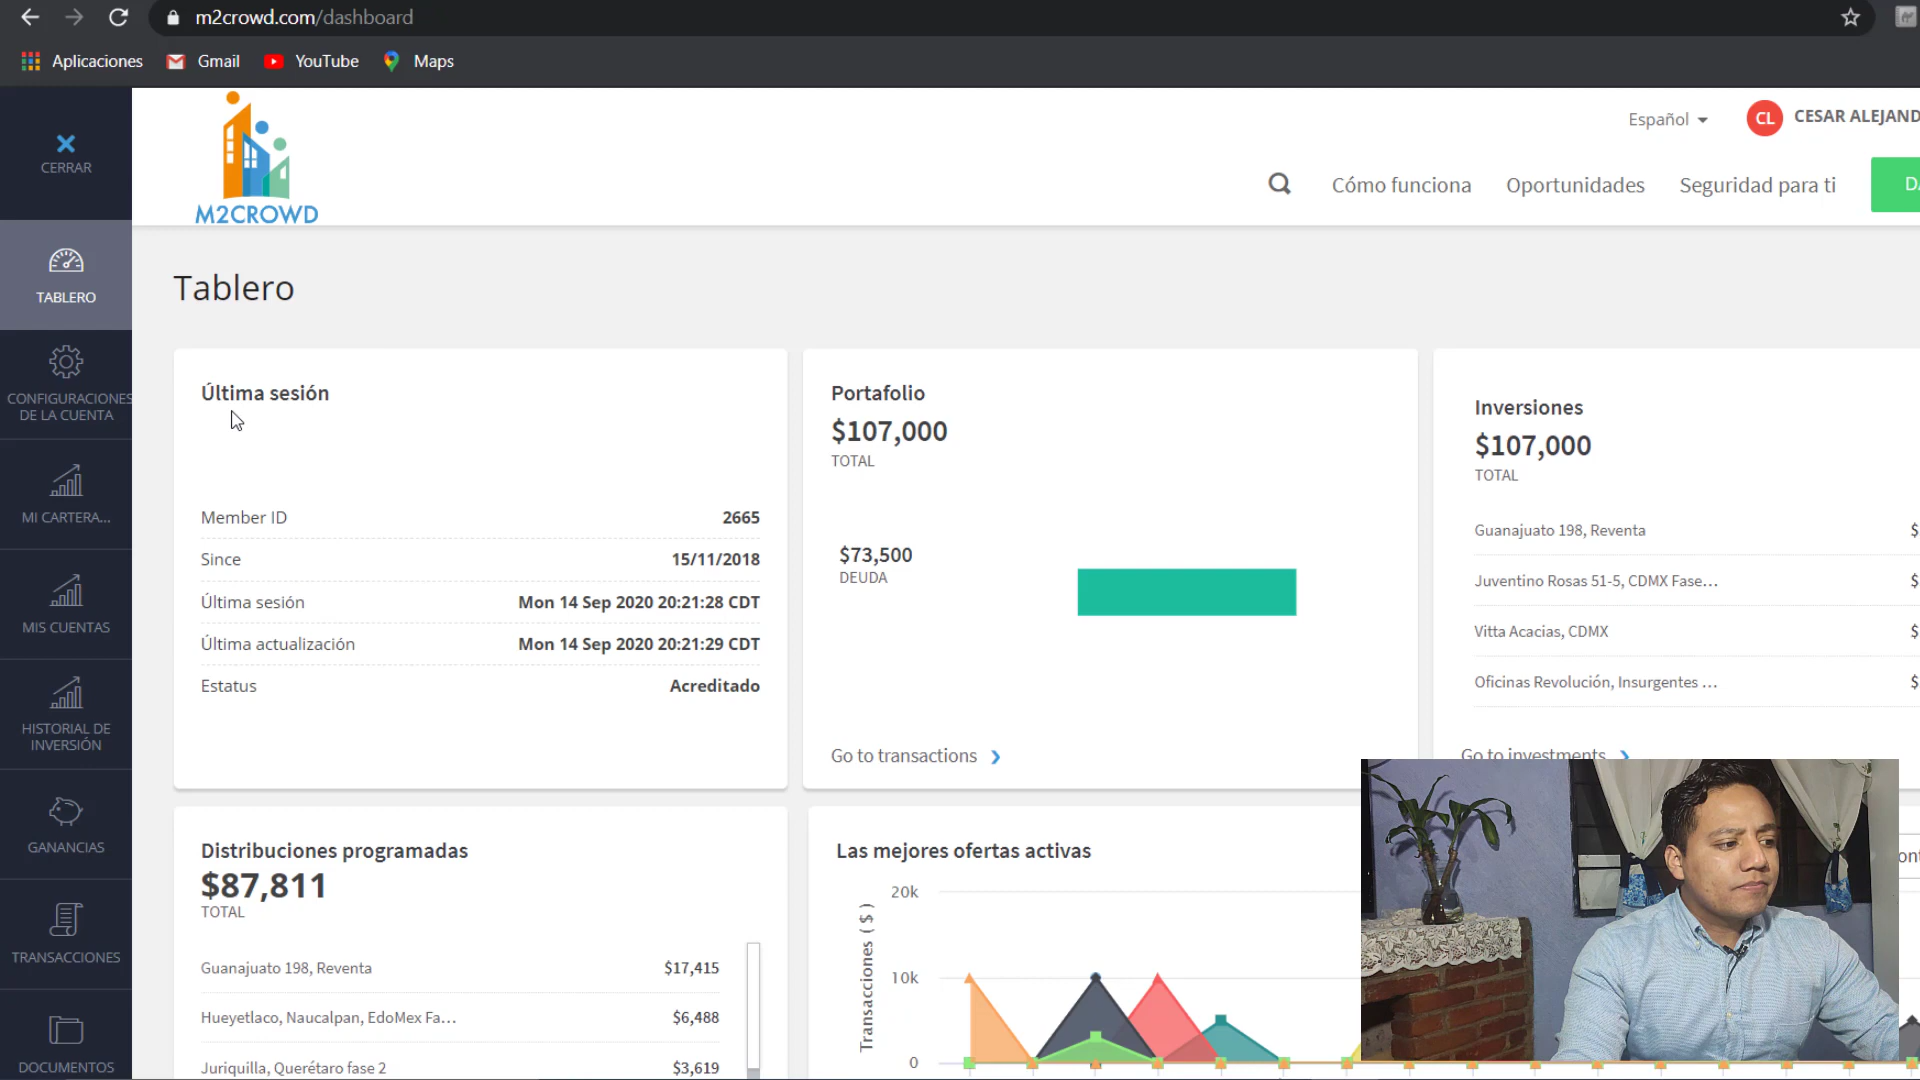 m2crowd.com/dashboard
Aplicaciones
Gmail
YouTube
Maps
CERRAR
M2CROWD
Español
CL
CESAR ALEJAND
Cómo funciona
Oportunidades
Seguridad para ti
TABLERO
CONFIGURACIONES
DE LA CUENTA
MI CARTERA...
MIS CUENTAS
HISTORIAL DE
INVERSIÓN
GANANCIAS
TRANSACCIONES
DOCUMENTOS
Tablero
Última sesión
Member ID 2665
Since 15/11/2018
Última sesión Mon 14 Sep 2020 20:21:28 CDT
Última actualización Mon 14 Sep 2020 20:21:29 CDT
Estatus Acreditado
Portafolio
$107,000
TOTAL
$73,500
DEUDA
Go to transactions
Inversiones
$107,000
TOTAL
Guanajuato 198, Reventa $
Juventino Rosas 51-5, CDMX Fase... $
Vitta Acacias, CDMX $
Oficinas Revolución, Insurgentes ... $
Go to investments
Distribuciones programadas
$87,811
TOTAL
Guanajuato 198, Reventa $17,415
Hueyetlaco, Naucalpan, EdoMex Fa... $6,488
Juriquilla, Querétaro fase 2 $3,619
Las mejores ofertas activas
Transacciones ( $ )
20k
10k
0